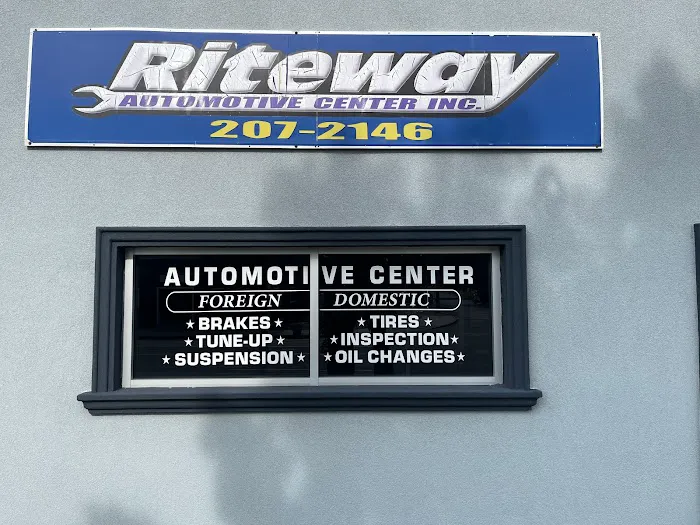 Riteway
AUTOMOTIVE CENTER INC.
207-2146
AUTOMOTIVE CENTER
FOREIGN DOMESTIC
★ BRAKES ★ ★ TIRES ★
★ TUNE-UP ★ ★ INSPECTION ★
★ SUSPENSION ★ ★ OIL CHANGES ★